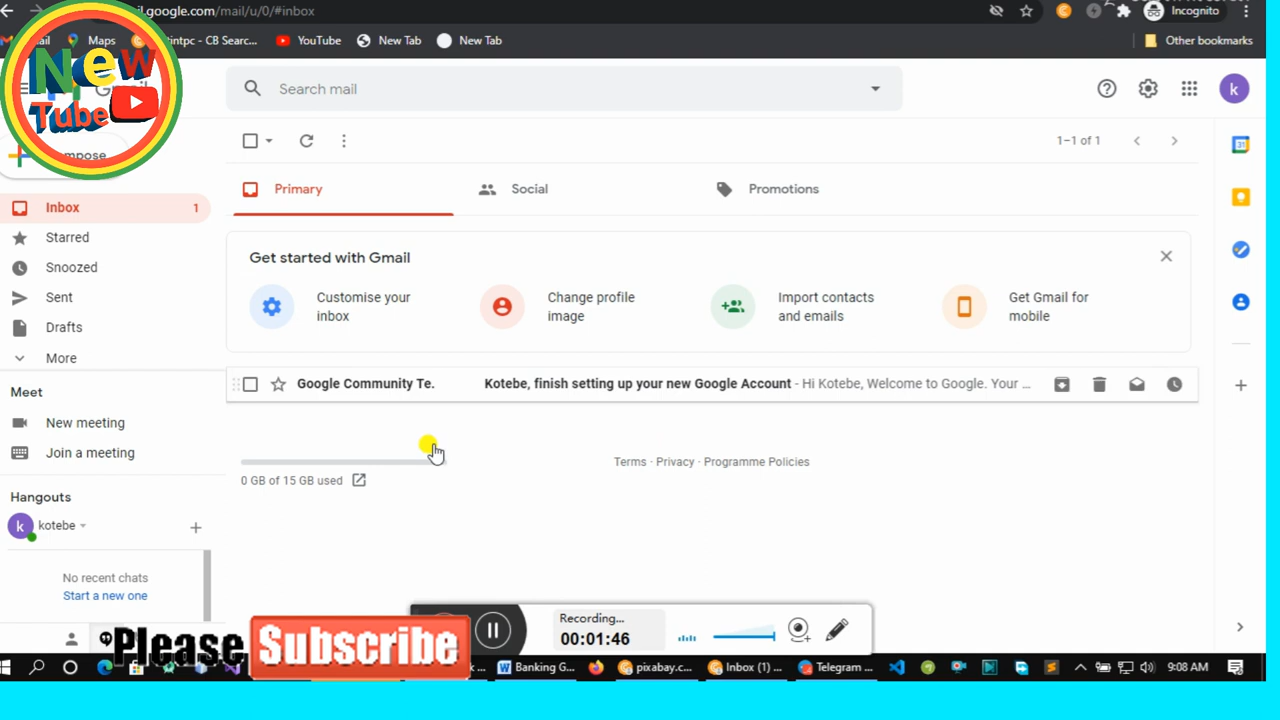 l.google.com/mail/u/0/#inbox
Incognito
Maps
intpc - CB Searc...
YouTube
New Tab
New Tab
Other bookmarks
New
Tube
Search mail
k
1–1 of 1
Primary
Social
Promotions
Inbox
1
Starred
Snoozed
Sent
Drafts
More
Get started with Gmail
Customise your
inbox
Change profile
image
Import contacts
and emails
Get Gmail for
mobile
Google Community Te.
Kotebe, finish setting up your new Google Account - Hi Kotebe, Welcome to Google. Your ...
Meet
New meeting
Join a meeting
Terms · Privacy · Programme Policies
0 GB of 15 GB used
Hangouts
k kotebe
No recent chats
Start a new one
Recording...
00:01:46
Please Subscribe
Banking G...
pixabay.c...
Inbox (1) ...
Telegram ...
9:08 AM